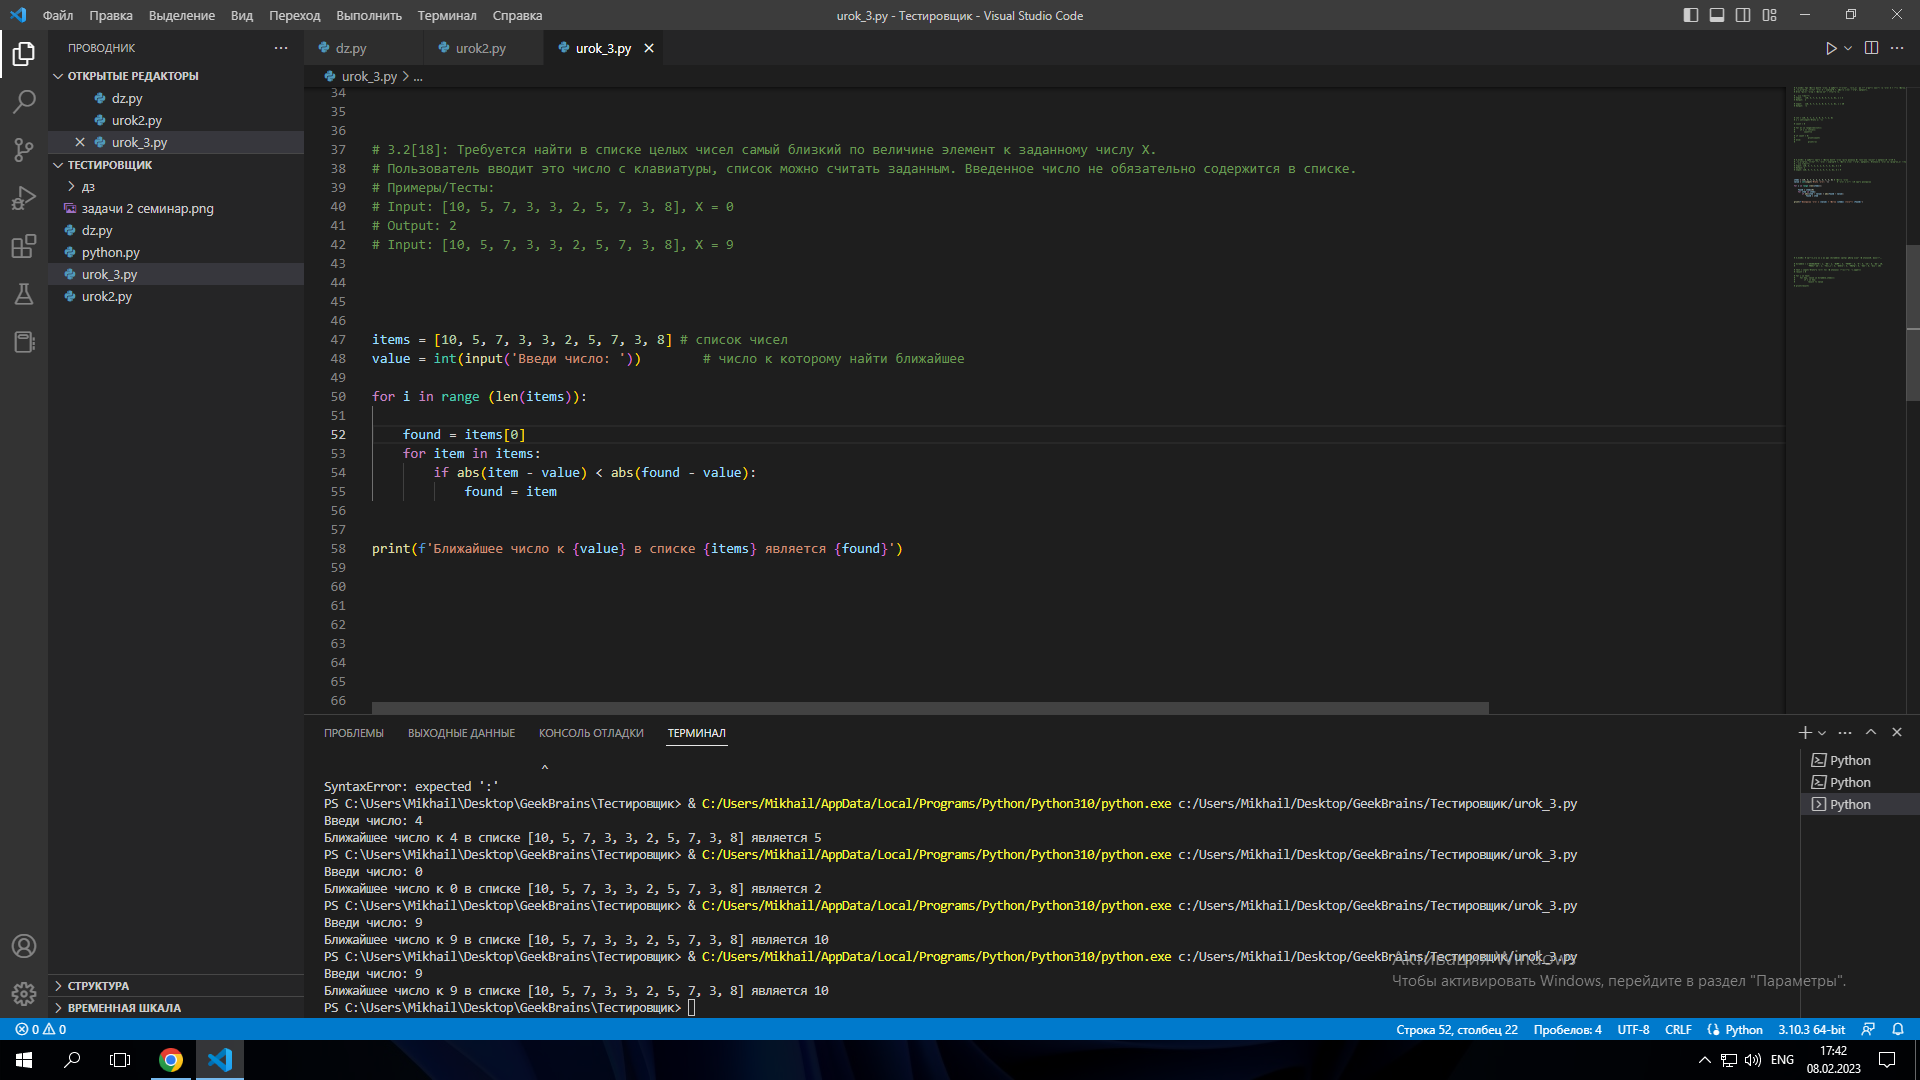 Файл Правка Выделение Вид Переход Выполнить Терминал Справка
urok_3.py - Тестировщик - Visual Studio Code
ПРОВОДНИК
ОТКРЫТЫЕ РЕДАКТОРЫ
dz.py
urok2.py
urok_3.py
ТЕСТИРОВЩИК
дз
задачи 2 семинар.png
dz.py
python.py
urok_3.py
urok2.py
СТРУКТУРА
ВРЕМЕННАЯ ШКАЛА
dz.py urok2.py urok_3.py
urok_3.py > ...
34
35
36
37 # 3.2[18]: Требуется найти в списке целых чисел самый близкий по величине элемент к заданному числу X.
38 # Пользователь вводит это число с клавиатуры, список можно считать заданным. Введенное число не обязательно содержится в списке.
39 # Примеры/Тесты:
40 # Input: [10, 5, 7, 3, 3, 2, 5, 7, 3, 8], X = 0
41 # Output: 2
42 # Input: [10, 5, 7, 3, 3, 2, 5, 7, 3, 8], X = 9
43
44
45
46
47 items = [10, 5, 7, 3, 3, 2, 5, 7, 3, 8] # список чисел
48 value = int(input('Введи число: ')) # число к которому найти ближайшее
49
50 for i in range (len(items)):
51
52 found = items[0]
53 for item in items:
54 if abs(item - value) < abs(found - value):
55 found = item
56
57
58 print(f'Ближайшее число к {value} в списке {items} является {found}')
59
60
61
62
63
64
65
66
ПРОБЛЕМЫ ВЫХОДНЫЕ ДАННЫЕ КОНСОЛЬ ОТЛАДКИ ТЕРМИНАЛ
^
SyntaxError: expected ':'
PS C:\Users\Mikhail\Desktop\GeekBrains\Тестировщик> & C:/Users/Mikhail/AppData/Local/Programs/Python/Python310/python.exe c:/Users/Mikhail/Desktop/GeekBrains/Тестировщик/urok_3.py
Введи число: 4
Ближайшее число к 4 в списке [10, 5, 7, 3, 3, 2, 5, 7, 3, 8] является 5
PS C:\Users\Mikhail\Desktop\GeekBrains\Тестировщик> & C:/Users/Mikhail/AppData/Local/Programs/Python/Python310/python.exe c:/Users/Mikhail/Desktop/GeekBrains/Тестировщик/urok_3.py
Введи число: 0
Ближайшее число к 0 в списке [10, 5, 7, 3, 3, 2, 5, 7, 3, 8] является 2
PS C:\Users\Mikhail\Desktop\GeekBrains\Тестировщик> & C:/Users/Mikhail/AppData/Local/Programs/Python/Python310/python.exe c:/Users/Mikhail/Desktop/GeekBrains/Тестировщик/urok_3.py
Введи число: 9
Ближайшее число к 9 в списке [10, 5, 7, 3, 3, 2, 5, 7, 3, 8] является 10
PS C:\Users\Mikhail\Desktop\GeekBrains\Тестировщик> & C:/Users/Mikhail/AppData/Local/Programs/Python/Python310/python.exe c:/Users/Mikhail/Desktop/GeekBrains/Тестировщик/urok_3.py
Введи число: 9
Ближайшее число к 9 в списке [10, 5, 7, 3, 3, 2, 5, 7, 3, 8] является 10
PS C:\Users\Mikhail\Desktop\GeekBrains\Тестировщик>
Python
Python
Python
Активация Windows
Чтобы активировать Windows, перейдите в раздел "Параметры".
0 0
Строка 52, столбец 22 Пробелов: 4 UTF-8 CRLF Python 3.10.3 64-bit
ENG
17:42
08.02.2023